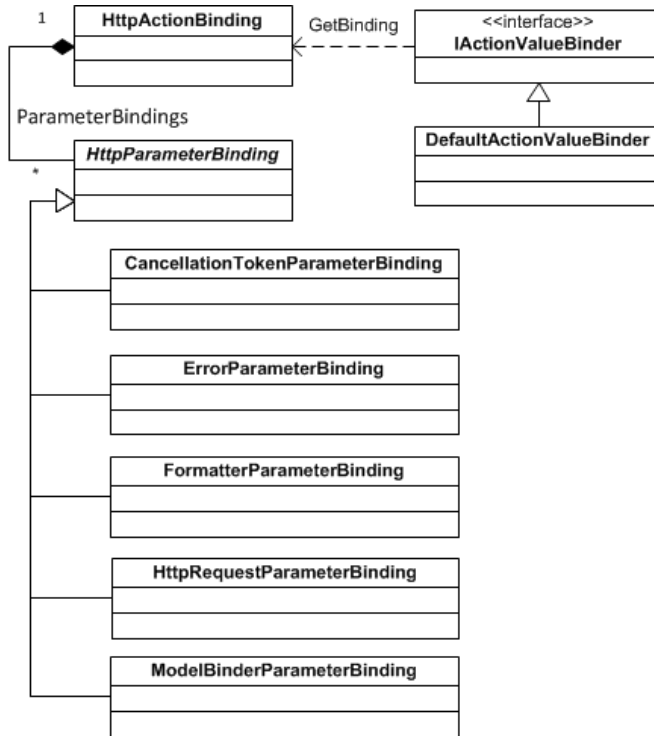 1
HttpActionBinding
GetBinding
<<interface>>
IActionValueBinder
ParameterBindings
DefaultActionValueBinder
HttpParameterBinding
*
CancellationTokenParameterBinding
ErrorParameterBinding
FormatterParameterBinding
HttpRequestParameterBinding
ModelBinderParameterBinding